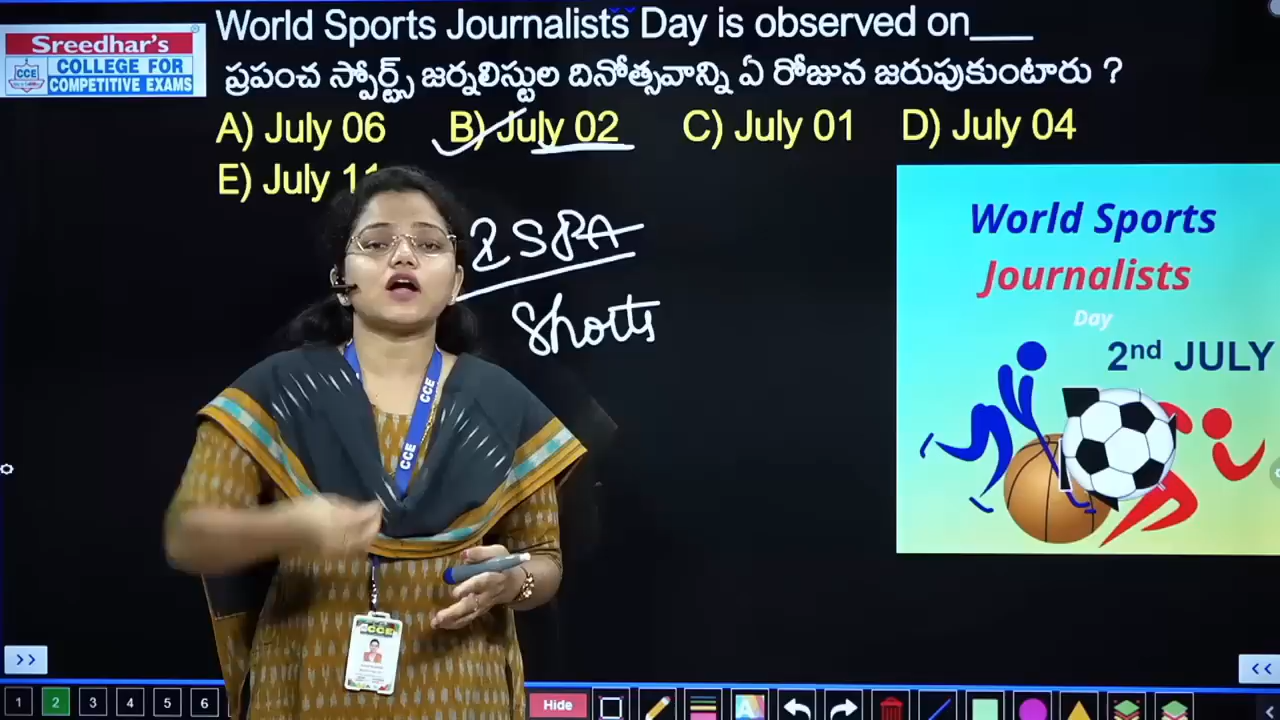 World Sports Journalists Day is observed on___
Sreedhar's
CCE
COLLEGE FOR
COMPETITIVE EXAMS
ప్రపంచ స్పోర్ట్స్ జర్నలిస్టుల దినోత్సవాన్ని ఏ రోజున జరుపుకుంటారు ?
A) July 06 B) July 02 C) July 01 D) July 04
E) July 11
World Sports
Journalists
Day
2nd JULY
SPA
CCE
CCE
CCE
>>
<<
1 2 3 4 5 6
Hide